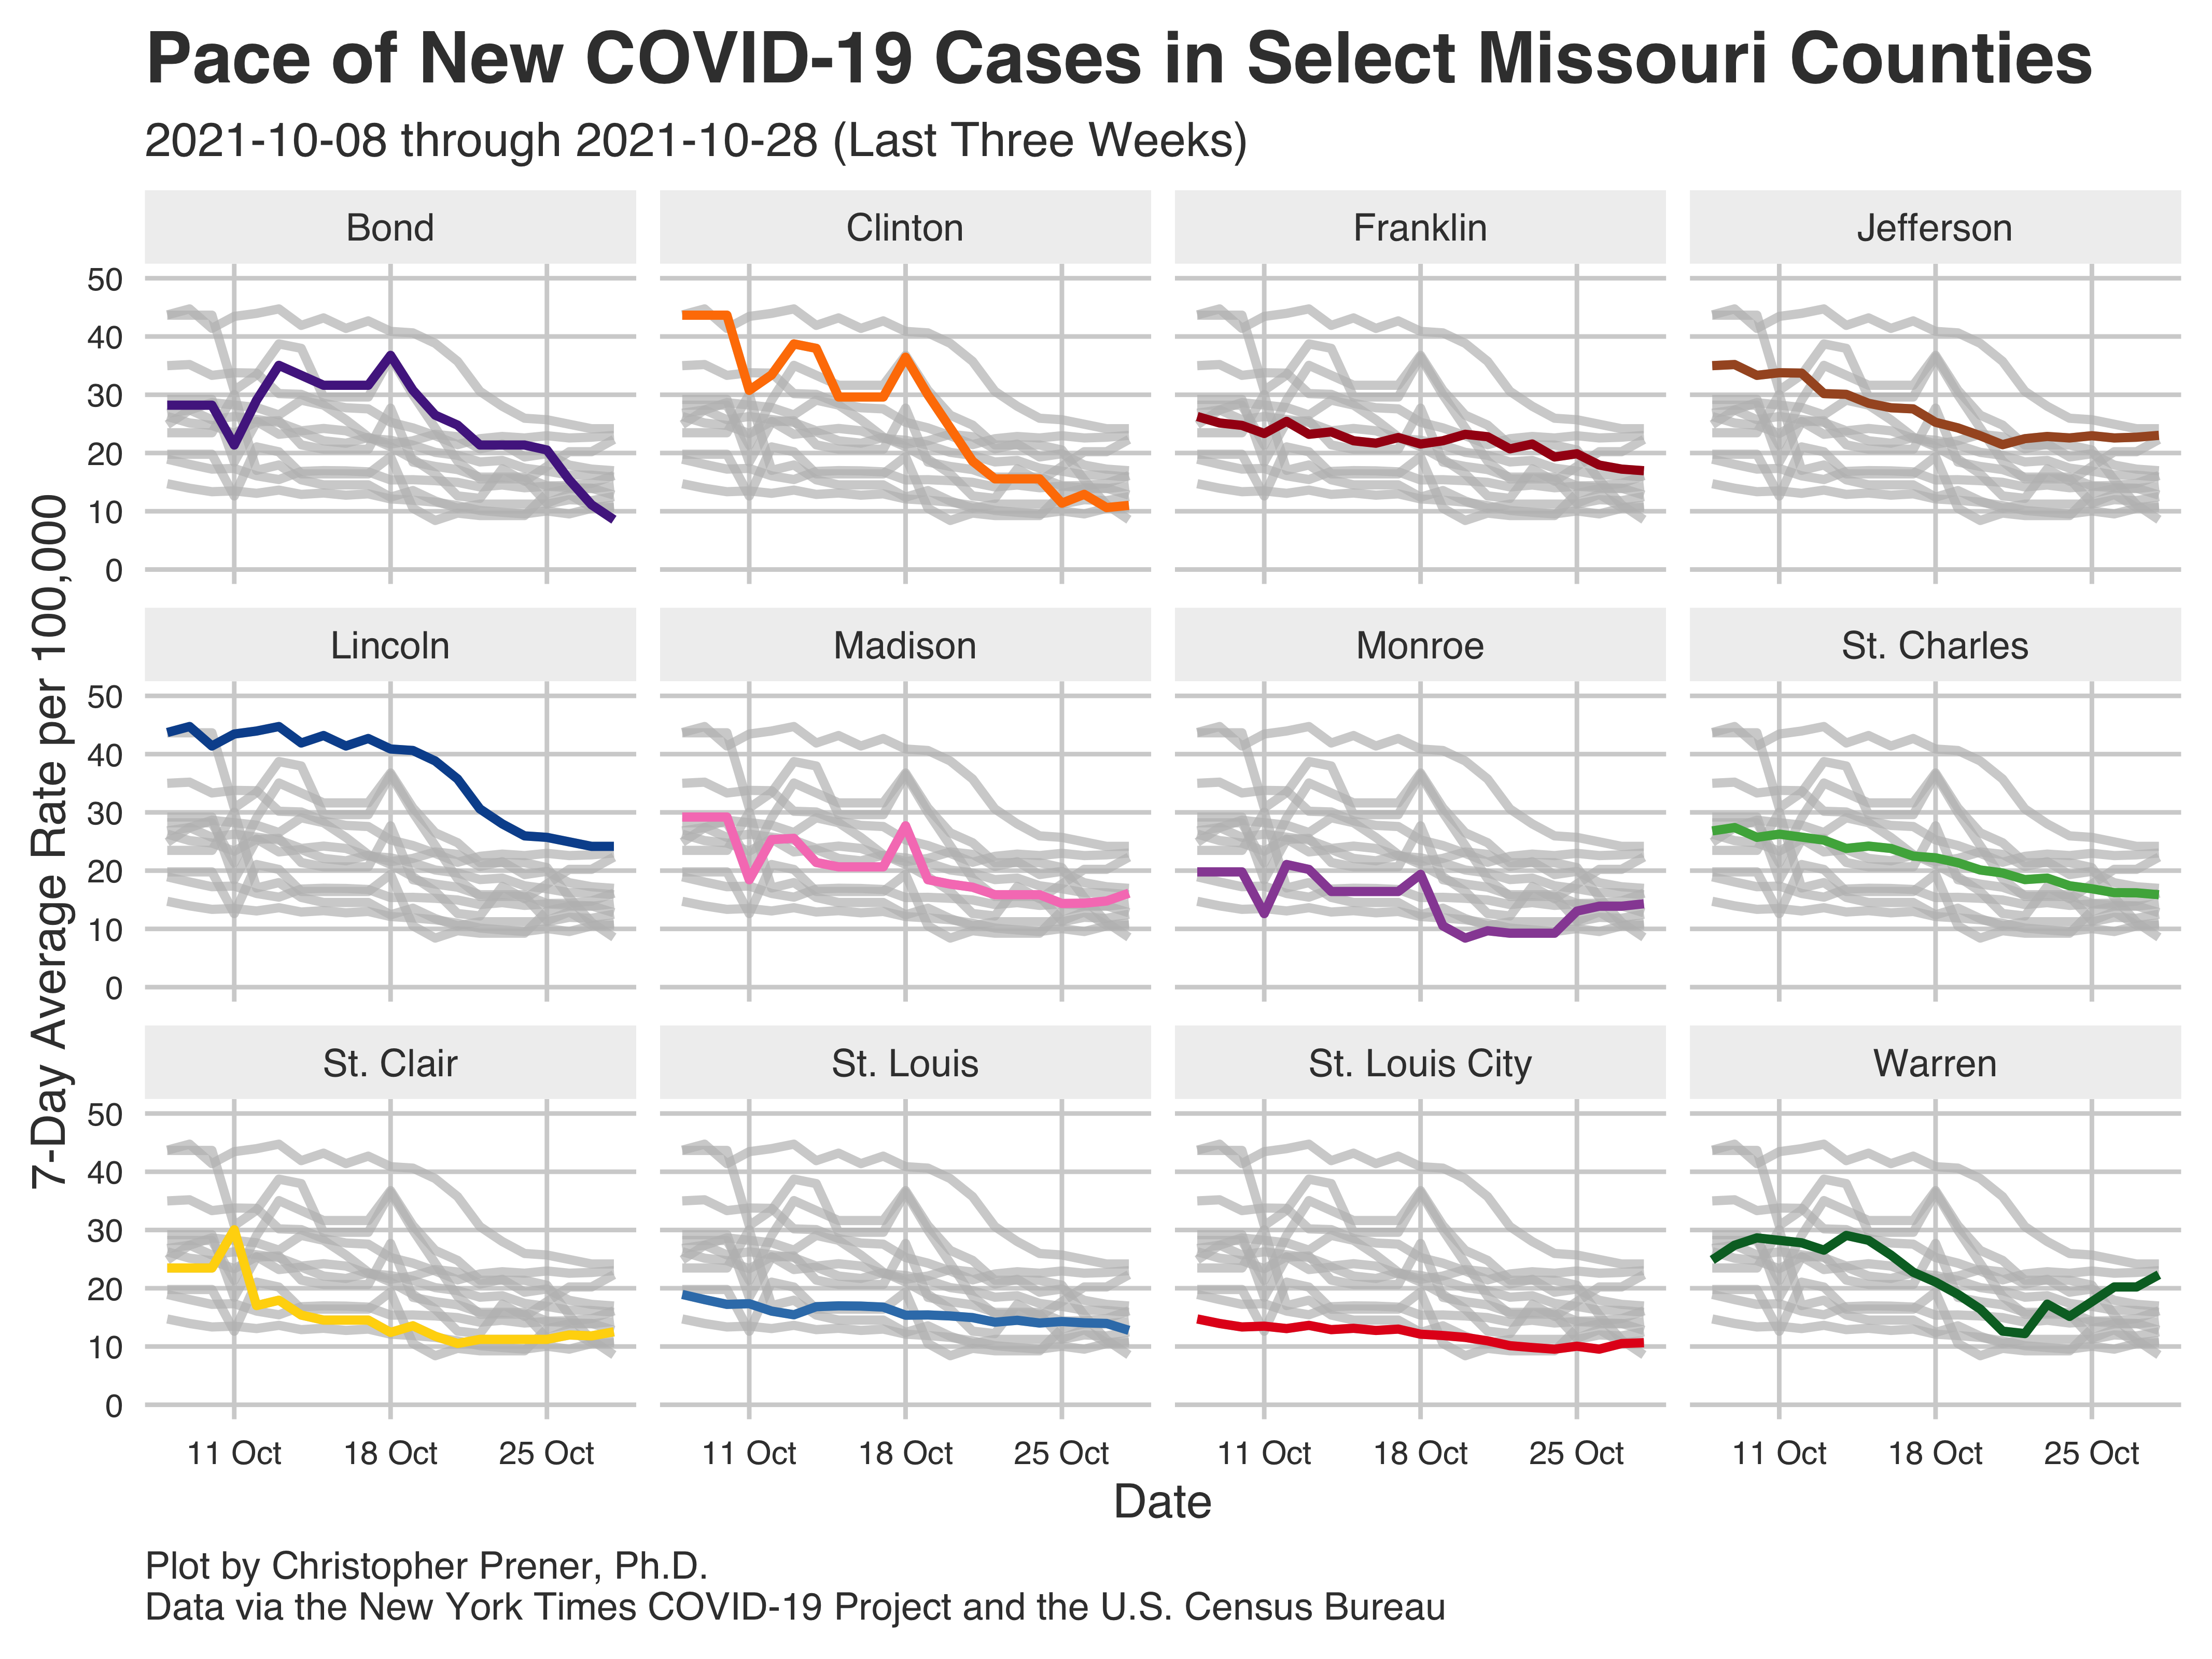 Pace of New COVID-19 Cases in Select Missouri Counties
2021-10-08 through 2021-10-28 (Last Three Weeks)
Bond
Clinton
Franklin
Jefferson
50
40
30
20
10
0
Lincoln
Madison
Monroe
St. Charles
50
40
30
20
10
0
St. Clair
St. Louis
St. Louis City
Warren
50
40
30
20
10
0
7-Day Average Rate per 100,000
11 Oct 18 Oct 25 Oct
11 Oct 18 Oct 25 Oct
11 Oct 18 Oct 25 Oct
11 Oct 18 Oct 25 Oct
Date
Plot by Christopher Prener, Ph.D.
Data via the New York Times COVID-19 Project and the U.S. Census Bureau